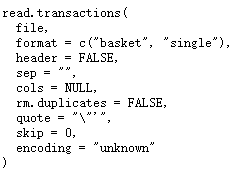 read.transactions(
  file,
  format = c("basket", "single"),
  header = FALSE,
  sep = "",
  cols = NULL,
  rm.duplicates = FALSE,
  quote = "\"'",
  skip = 0,
  encoding = "unknown"
)